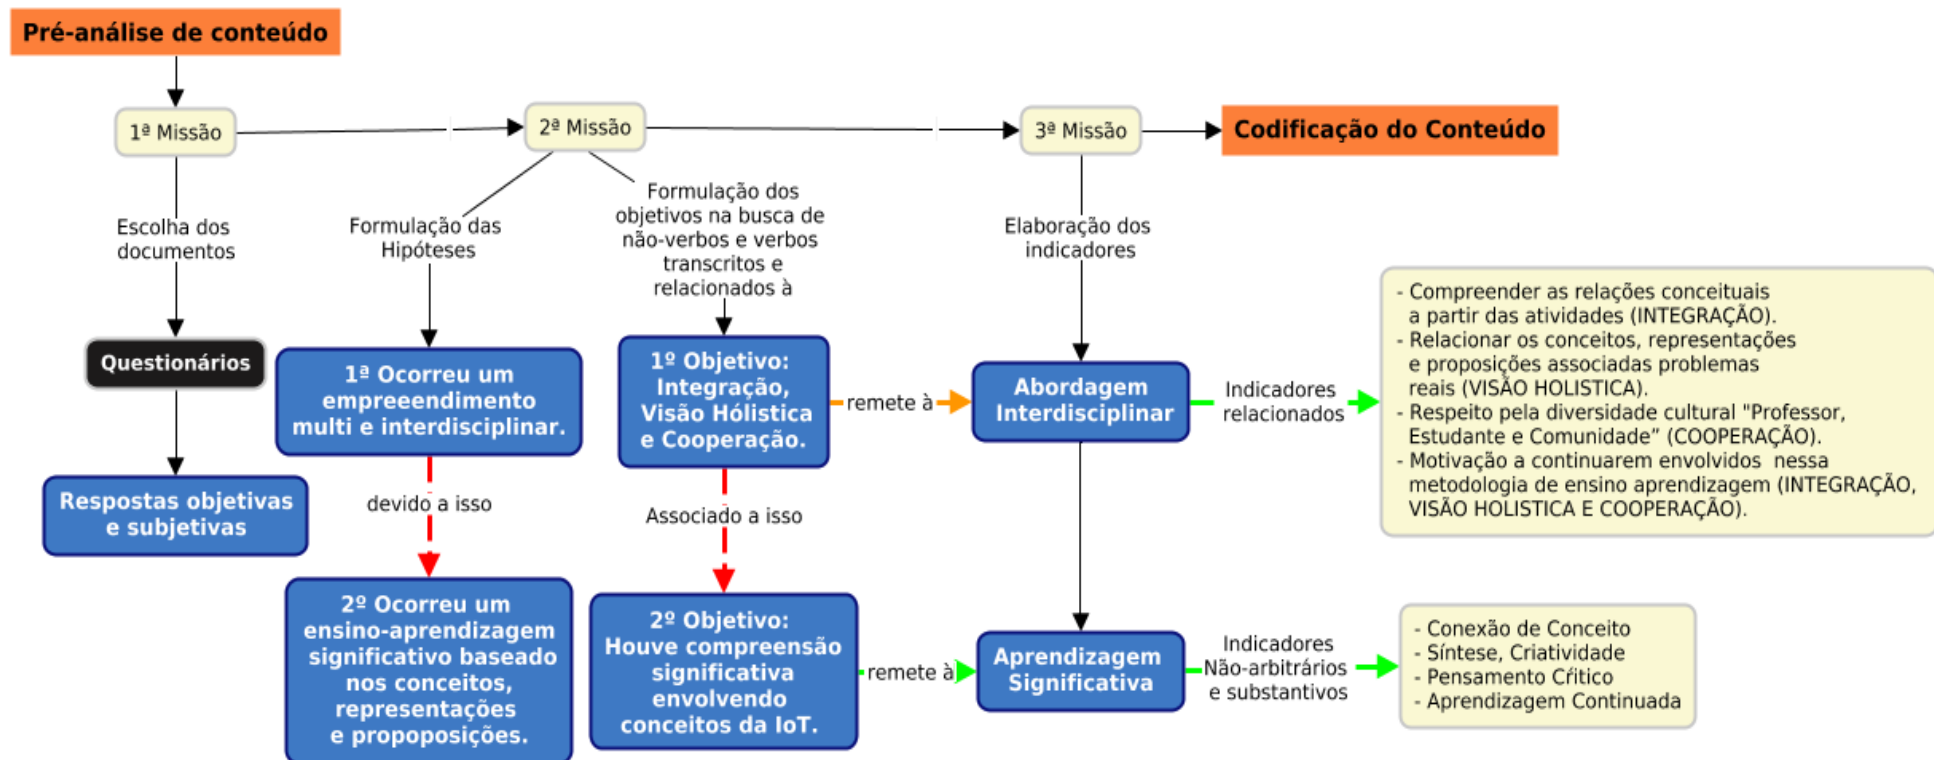 Pré-análise de conteúdo
1ª Missão
2ª Missão
3ª Missão
Codificação do Conteúdo
Escolha dos
documentos
Formulação das
Hipóteses
Formulação dos
objetivos na busca de
não-verbos e verbos
transcritos e
relacionados à
Elaboração dos
indicadores
Questionários
Respostas objetivas
e subjetivas
1ª Ocorreu um
empreeendimento
multi e interdisciplinar.
devido a isso
2º Ocorreu um
ensino-aprendizagem
significativo baseado
nos conceitos,
representações
e propoposições.
1º Objetivo:
Integração,
Visão Hólistica
e Cooperação.
Associado a isso
2º Objetivo:
Houve compreensão
significativa
envolvendo
conceitos da IoT.
remete à
remete à
Abordagem
Interdisciplinar
Aprendizagem
Significativa
Indicadores
relacionados
- Compreender as relações conceituais
a partir das atividades (INTEGRAÇÃO).
- Relacionar os conceitos, representações
e proposições associadas problemas
reais (VISÃO HOLISTICA).
- Respeito pela diversidade cultural "Professor,
Estudante e Comunidade” (COOPERAÇÃO).
- Motivação a continuarem envolvidos nessa
metodologia de ensino aprendizagem (INTEGRAÇÃO,
VISÃO HOLISTICA E COOPERAÇÃO).
Indicadores
Não-arbitrários
e substantivos
- Conexão de Conceito
- Síntese, Criatividade
- Pensamento Cŕitico
- Aprendizagem Continuada